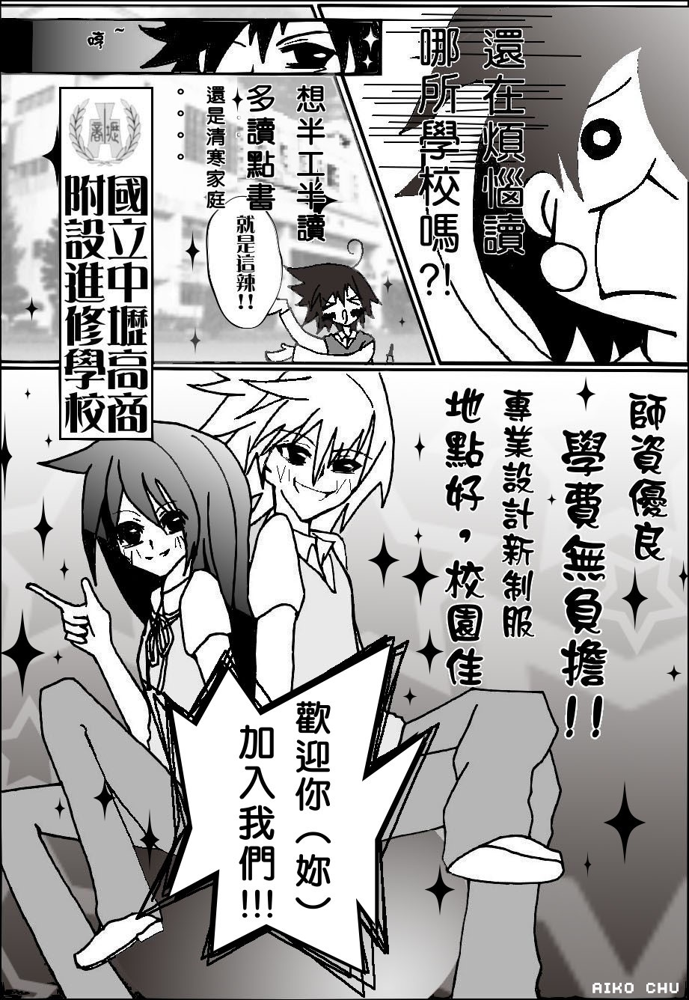 還在煩惱讀
哪所學校嗎?!
哼~
想半工半讀
多讀點書
還是清寒家庭
。。。。
就是這辣!!
壢商
國立中壢高商
附設進修學校
師資優良
學費無負擔!!
專業設計新制服
地點好，校園佳
歡迎你（妳）
加入我們!!!
AIKO CHU